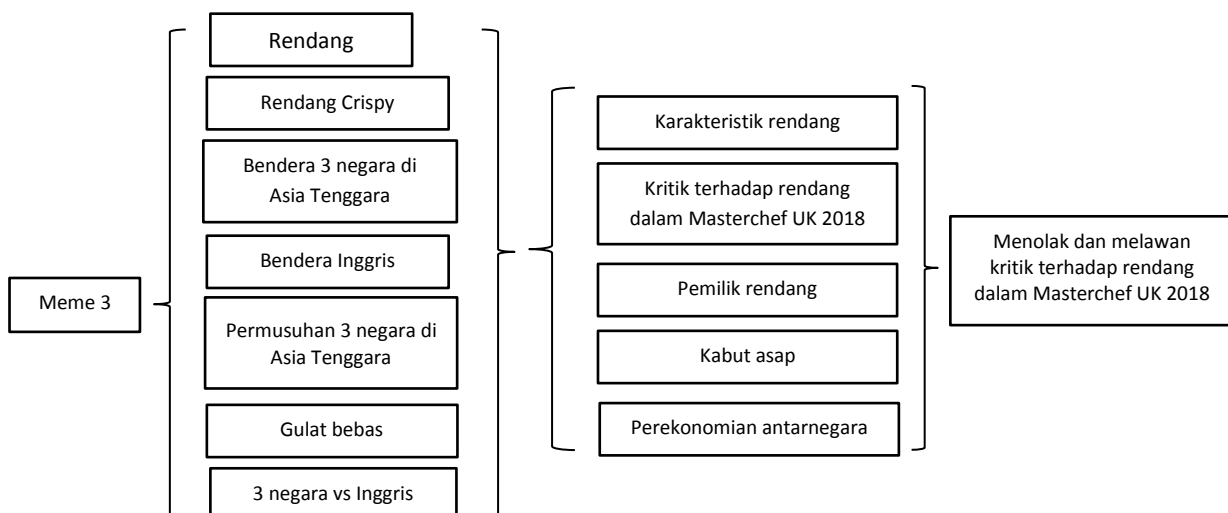 Meme 3
Rendang
Rendang Crispy
Bendera 3 negara di
Asia Tenggara
Bendera Inggris
Permusuhan 3 negara di
Asia Tenggara
Gulat bebas
3 negara vs Inggris
Karakteristik rendang
Kritik terhadap rendang
dalam Masterchef UK 2018
Pemilik rendang
Kabut asap
Perekonomian antarnegara
Menolak dan melawan
kritik terhadap rendang
dalam Masterchef UK 2018